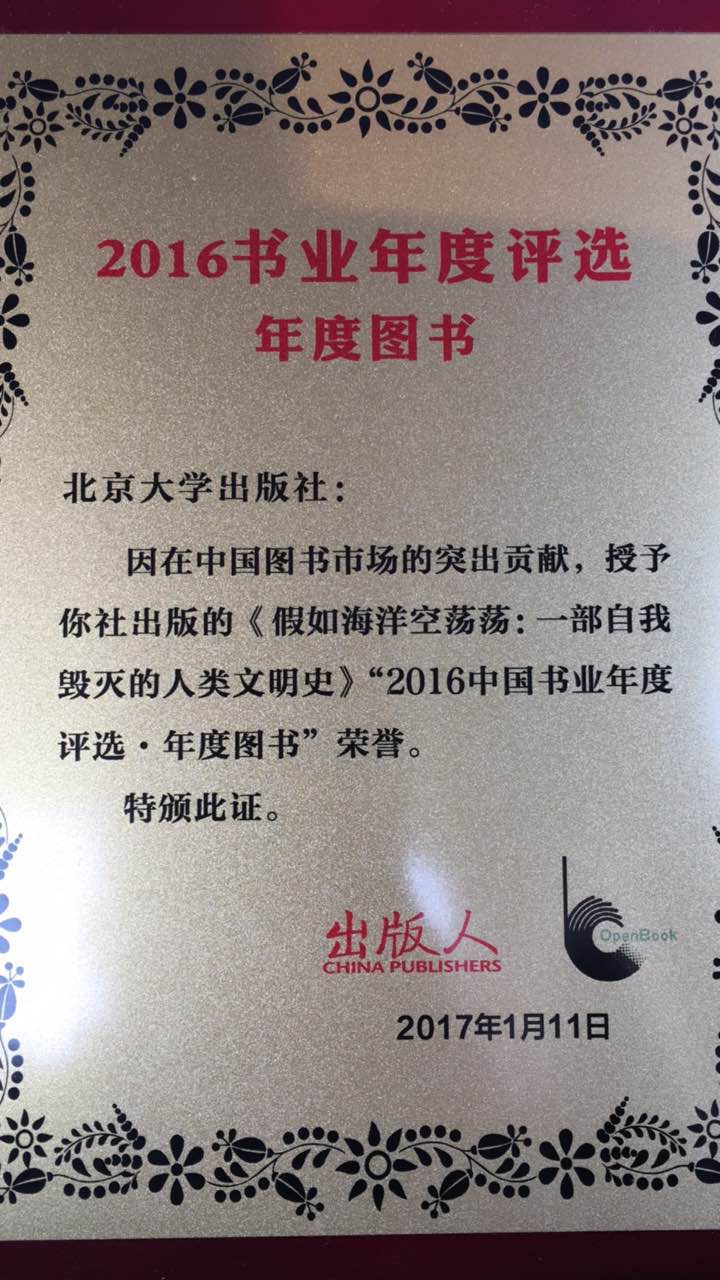 2016书业年度评选
年度图书
北京大学出版社：
因在中国图书市场的突出贡献，授予
你社出版的《假如海洋空荡荡：一部自我
毁灭的人类文明史》“2016中国书业年度
评选·年度图书”荣誉。
特颁此证。
出版人
CHINA PUBLISHERS
OpenBook
2017年1月11日